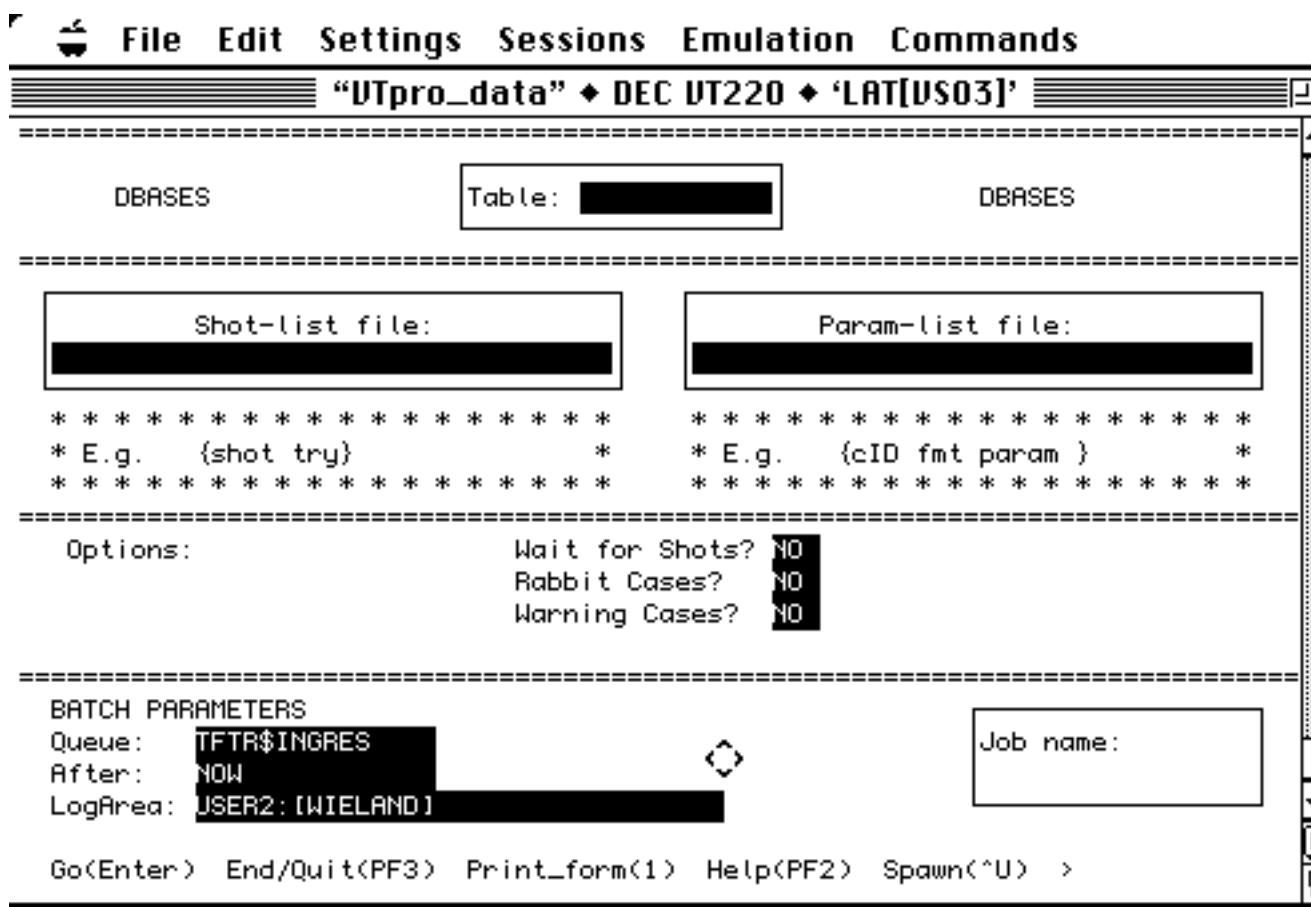 File Edit Settings Sessions Emulation Commands
“VTpro_data” ◆ DEC VT220 ◆ ‘LAT[VS03]’
================================================================================
DBASES Table: DBASES
================================================================================
Shot-list file: Param-list file:
* * * * * * * * * * * * * * * * * * * * * * * * * * * * * * * * * * * *
* E.g. {shot try} * * E.g. {cID fmt param } *
* * * * * * * * * * * * * * * * * * * * * * * * * * * * * * * * * * * *
================================================================================
Options: Wait for Shots? NO
Rabbit Cases? NO
Warning Cases? NO
================================================================================
BATCH PARAMETERS
Queue: TFTR$INGRES Job name:
After: NOW
LogArea: USER2:[WIELAND]
Go(Enter) End/Quit(PF3) Print_form(1) Help(PF2) Spawn(^U) >